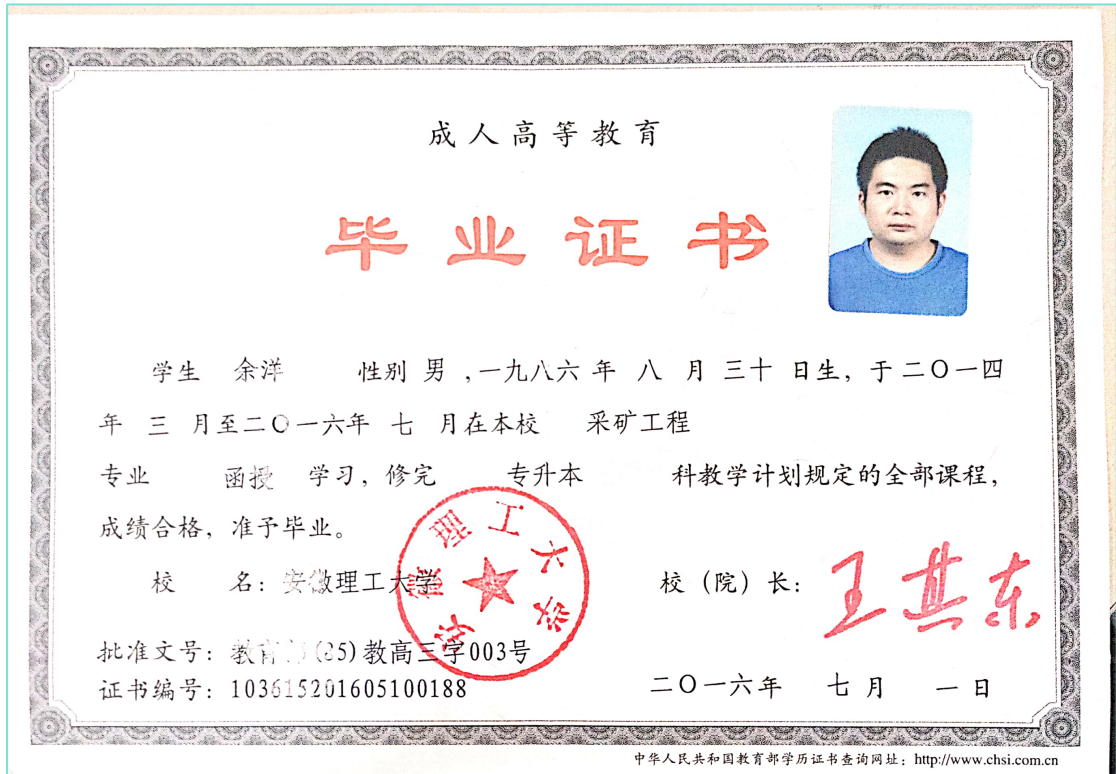 成人高等教育
毕业证书
学生 余洋 性别 男 ,一九八六 年 八 月 三十 日生, 于 二〇一四
年 三 月至二〇一六年 七 月在本校 采矿工程
专业 函授 学习, 修完 专升本 科教学计划规定的全部课程,
成绩合格, 准予毕业。
校 名: 安徽理工大学 校 (院) 长: 王其东
安徽理工大学
批准文号: 教育 (85)教高三字003号
证书编号: 103615201605100188 二〇一六年 七 月 一 日
中华人民共和国教育部学历证书查询网址: http://www.chsi.com.cn